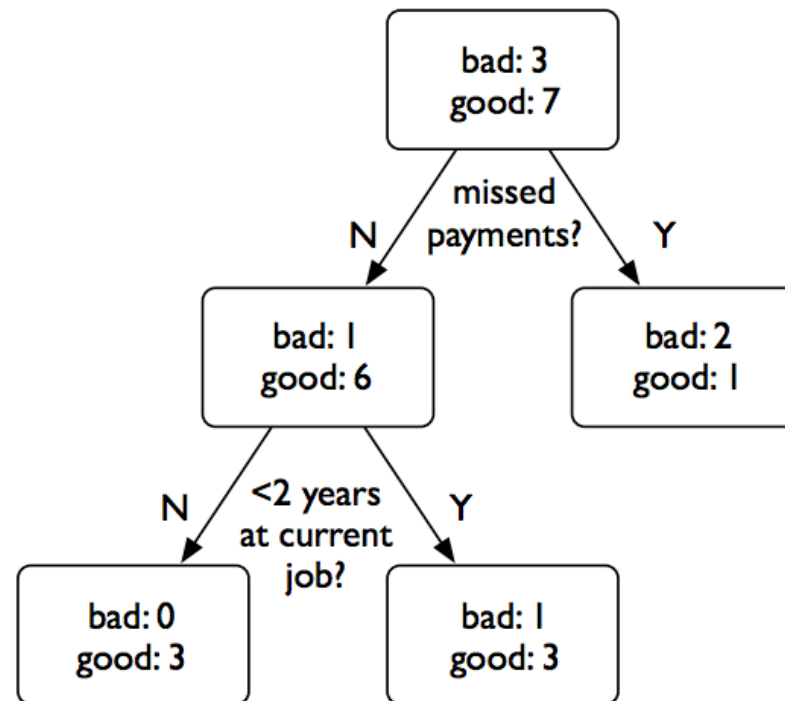 bad: 3
good: 7
missed
payments?
N
Y
bad: 1
good: 6
bad: 2
good: 1
<2 years
at current
job?
N
Y
bad: 0
good: 3
bad: 1
good: 3